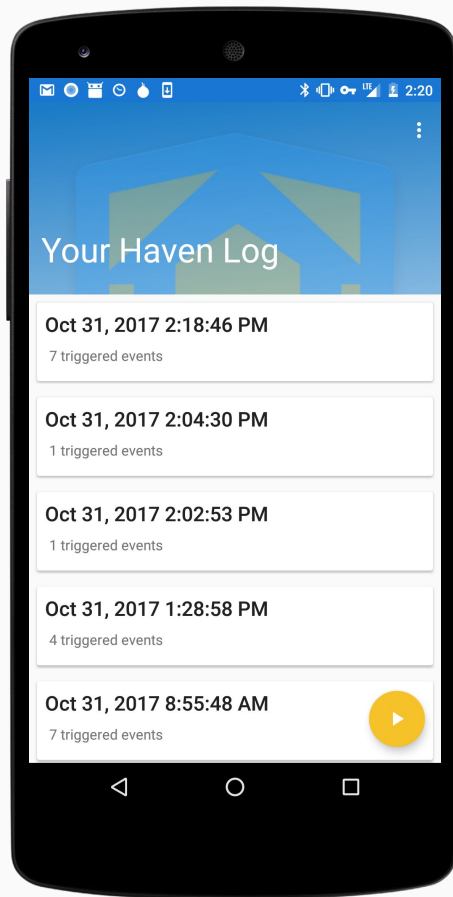 LTE 2:20
Your Haven Log
Oct 31, 2017 2:18:46 PM
7 triggered events
Oct 31, 2017 2:04:30 PM
1 triggered events
Oct 31, 2017 2:02:53 PM
1 triggered events
Oct 31, 2017 1:28:58 PM
4 triggered events
Oct 31, 2017 8:55:48 AM
7 triggered events